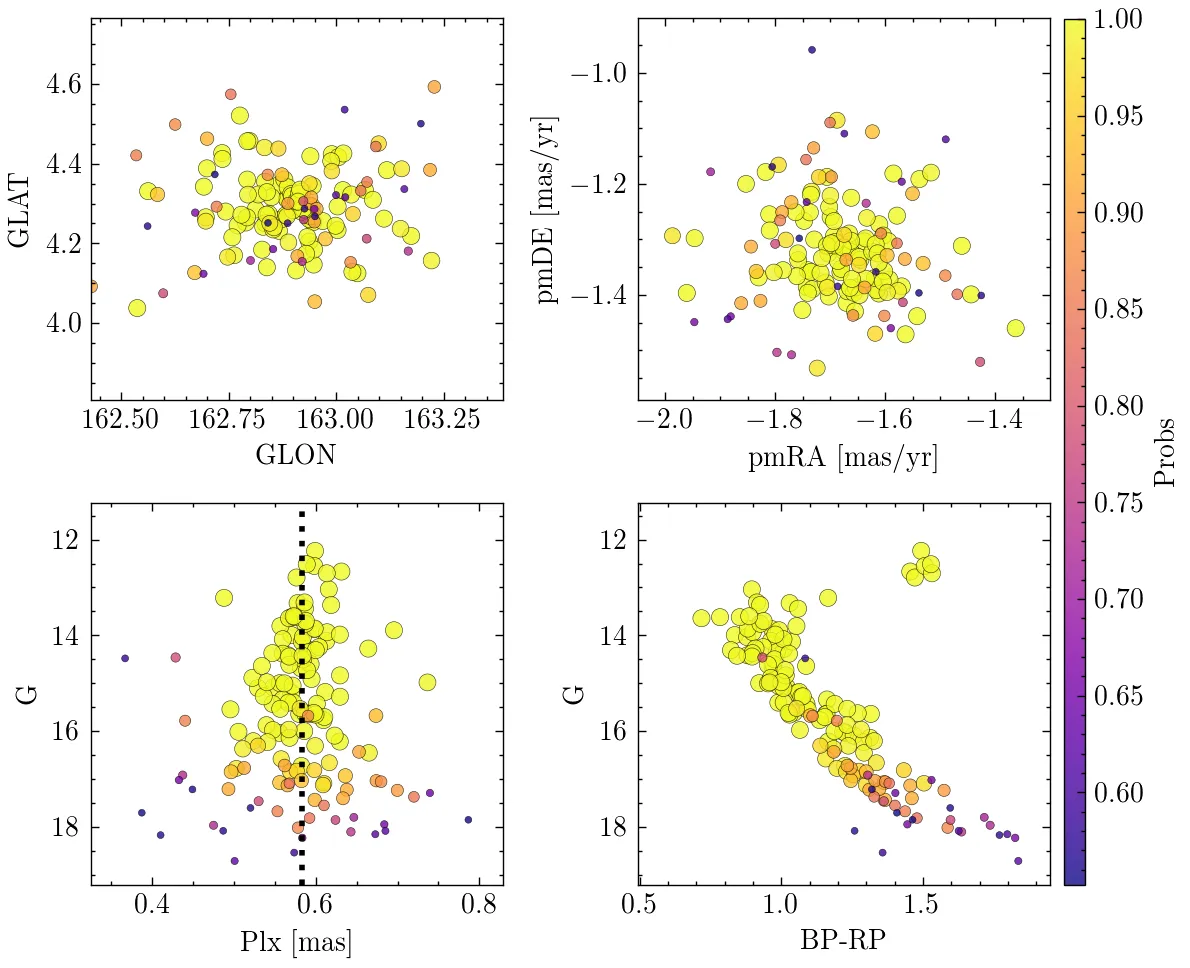 4.6
4.4
4.2
4.0
GLAT
162.50 162.75 163.00 163.25
GLON
−1.0
−1.2
−1.4
pmDE [mas/yr]
−2.0 −1.8 −1.6 −1.4
pmRA [mas/yr]
1.00
0.95
0.90
0.85
0.80
0.75
0.70
0.65
0.60
Probs
12
14
16
18
G
0.4 0.6 0.8
Plx [mas]
12
14
16
18
G
0.5 1.0 1.5
BP-RP